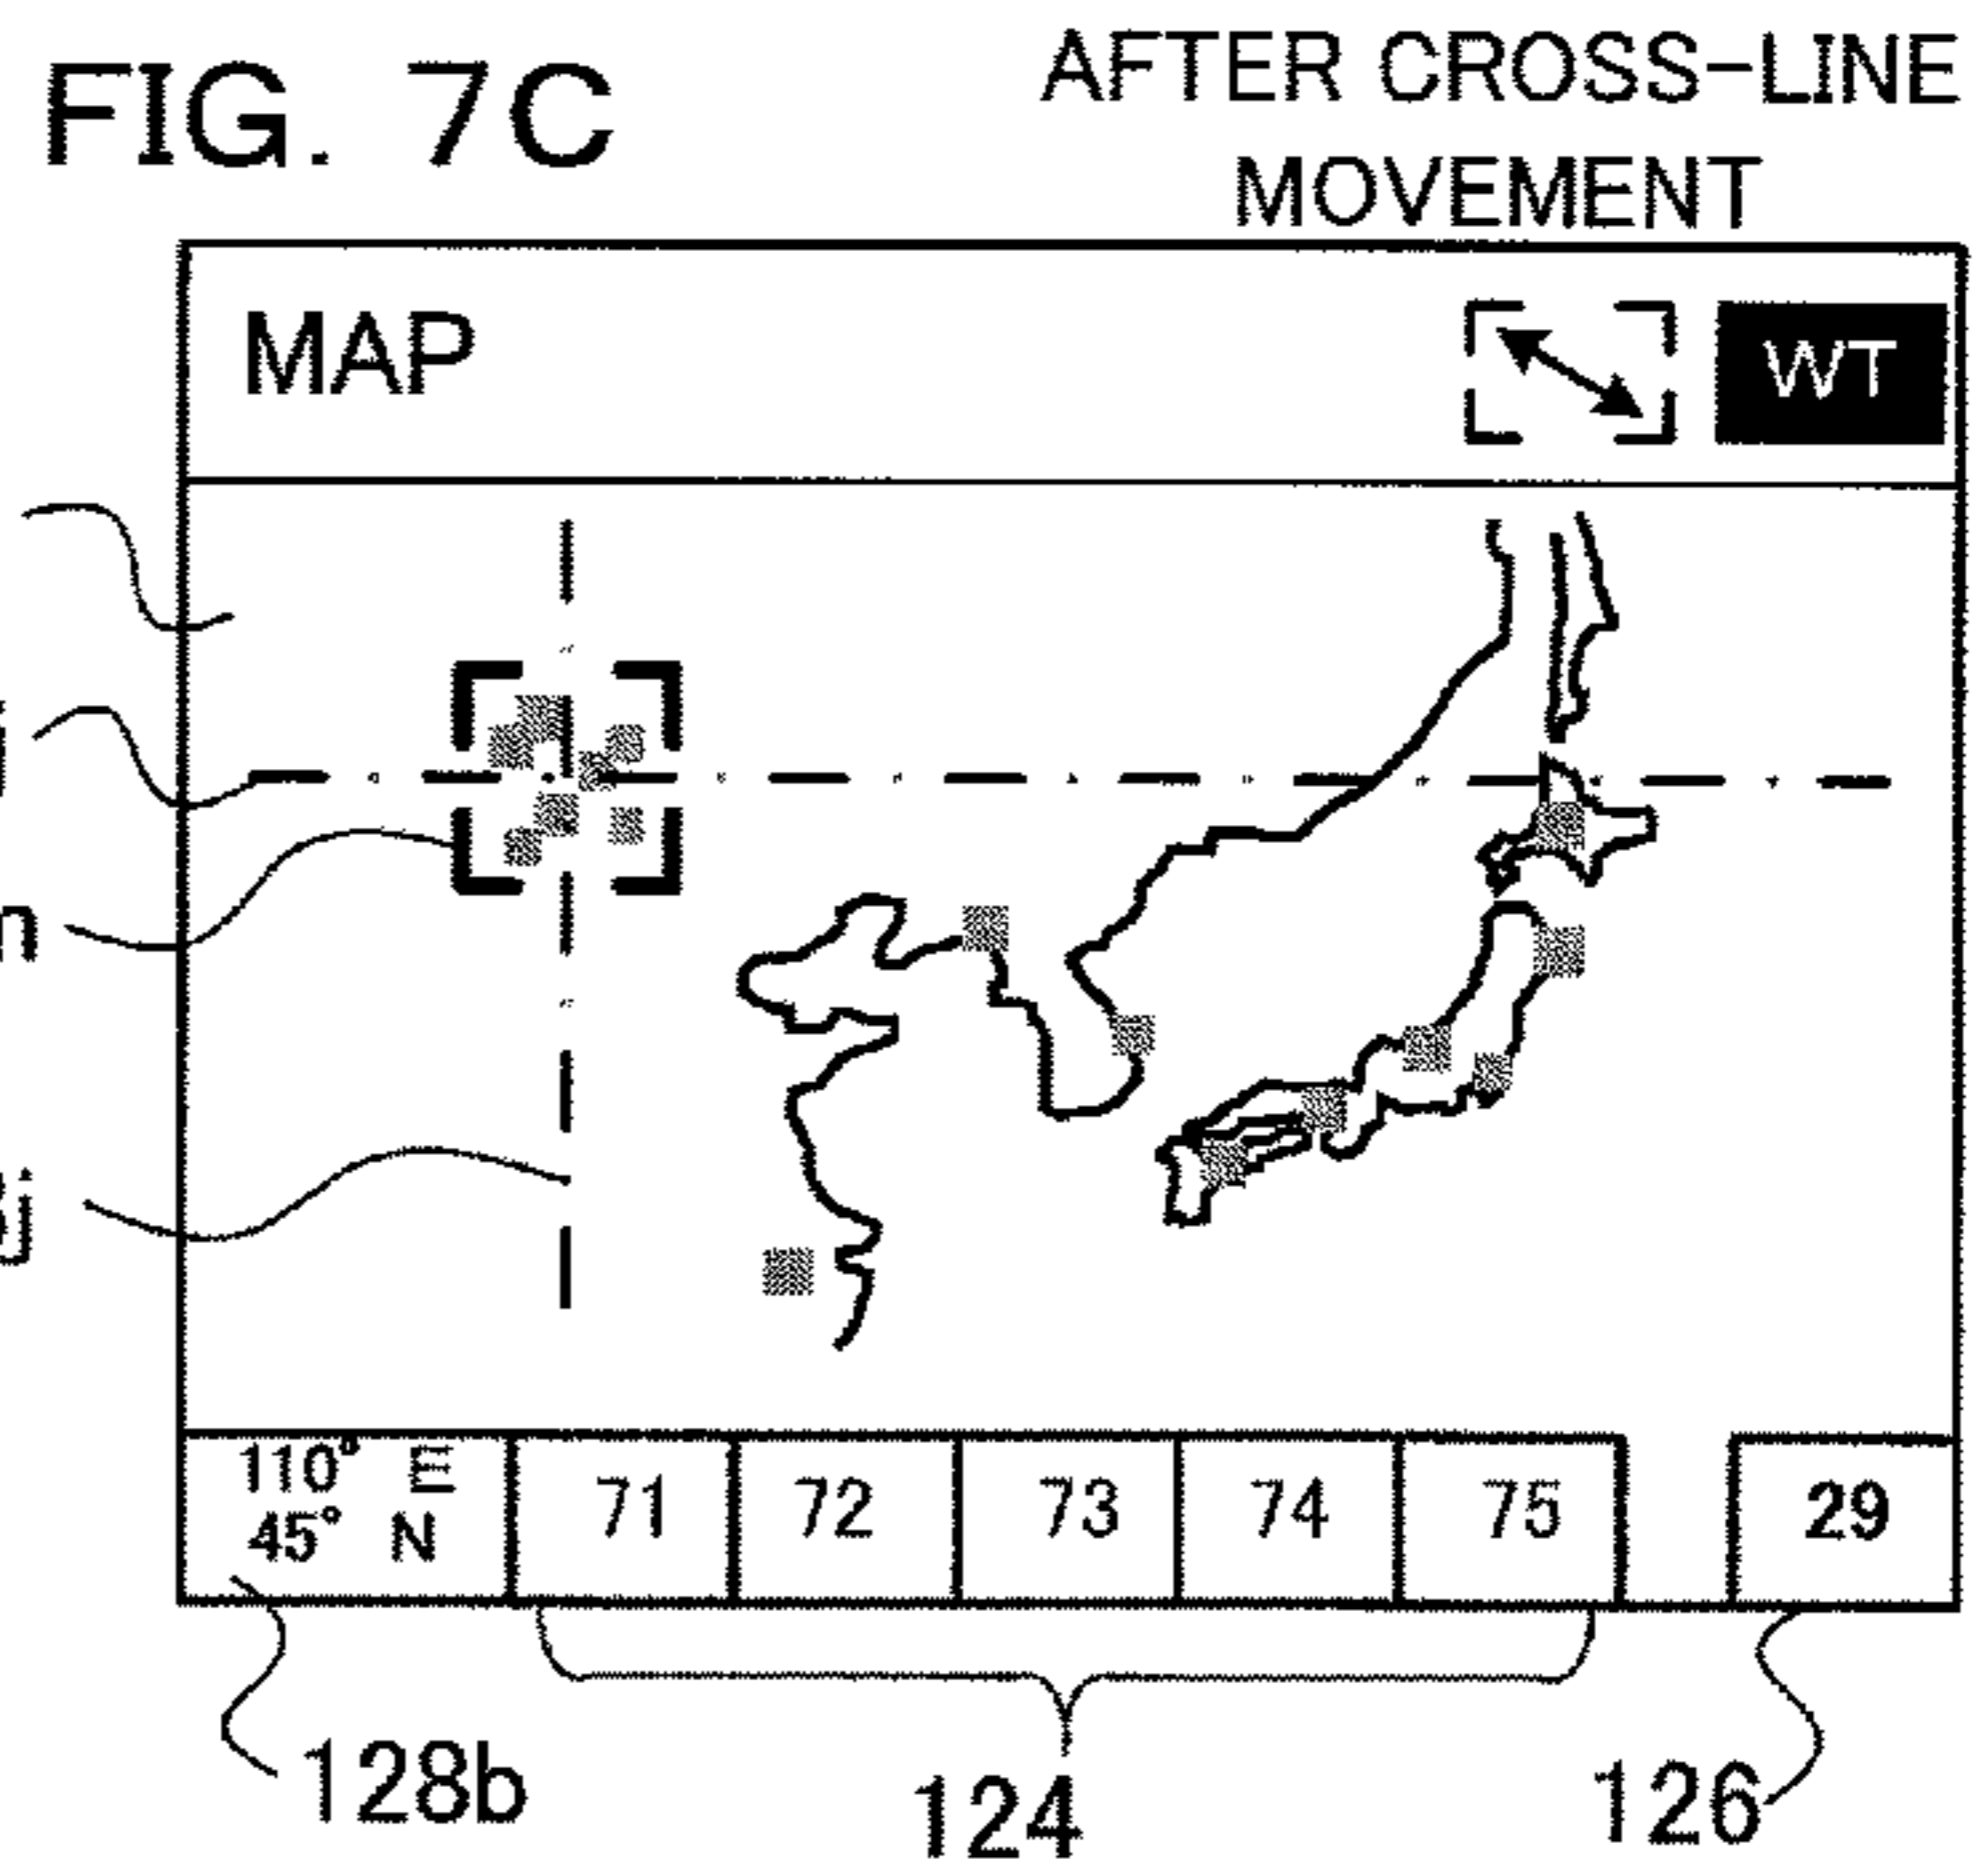 FIG. 7C
AFTER CROSS-LINE
MOVEMENT
MAP
WT
110° E
45° N
71
72
73
74
75
29
128b
124
126